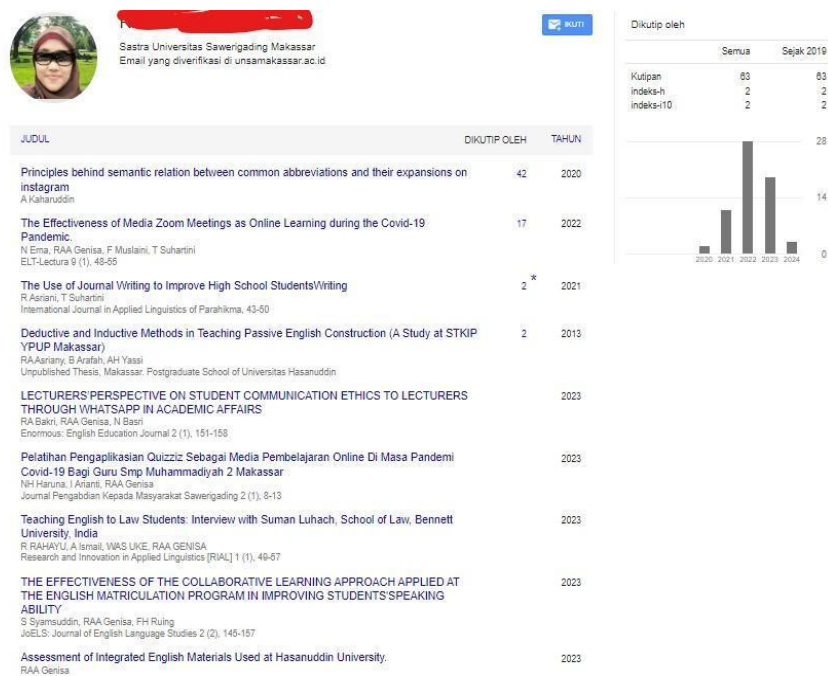 Sastra Universitas Sawerigading Makassar
Email yang diverifikasi di unsamakassar.ac.id
IKUTI
JUDUL DIKUTIP OLEH TAHUN
Principles behind semantic relation between common abbreviations and their expansions on 42 2020
instagram
A Kaharuddin
The Effectiveness of Media Zoom Meetings as Online Learning during the Covid-19 17 2022
Pandemic.
N Ema, RAA Genisa, F Muslaini, T Suhartini
ELT-Lectura 9 (1), 48-55
The Use of Journal Writing to Improve High School StudentsWriting 2 * 2021
R Asriani, T Suhartini
International Journal in Applied Linguistics of Parahikma, 43-50
Deductive and Inductive Methods in Teaching Passive English Construction (A Study at STKIP 2 2013
YPUP Makassar)
RA Asriany, B Arafah, AH Yassi
Unpublished Thesis, Makassar. Postgraduate School of Universitas Hasanuddin
LECTURERS'PERSPECTIVE ON STUDENT COMMUNICATION ETHICS TO LECTURERS 2023
THROUGH WHATSAPP IN ACADEMIC AFFAIRS
RA Bakri, RAA Genisa, N Basri
Enormous: English Education Journal 2 (1), 151-158
Pelatihan Pengaplikasian Quizziz Sebagai Media Pembelajaran Online Di Masa Pandemi 2023
Covid-19 Bagi Guru Smp Muhammadiyah 2 Makassar
NH Haruna, I Arianti, RAA Genisa
Journal Pengabdian Kepada Masyarakat Sawerigading 2 (1), 8-13
Teaching English to Law Students: Interview with Suman Luhach, School of Law, Bennett 2023
University, India
R RAHAYU, A Ismail, WAS UKE, RAA GENISA
Research and Innovation in Applied Linguistics [RIAL] 1 (1), 49-57
THE EFFECTIVENESS OF THE COLLABORATIVE LEARNING APPROACH APPLIED AT 2023
THE ENGLISH MATRICULATION PROGRAM IN IMPROVING STUDENTS'SPEAKING
ABILITY
S Syamsuddin, RAA Genisa, FH Ruing
JoELS: Journal of English Language Studies 2 (2), 145-157
Assessment of Integrated English Materials Used at Hasanuddin University. 2023
RAA Genisa
Dikutip oleh
Semua Sejak 2019
Kutipan 63 63
indeks-h 2 2
indeks-i10 2 2
28
14
0
2020 2021 2022 2023 2024